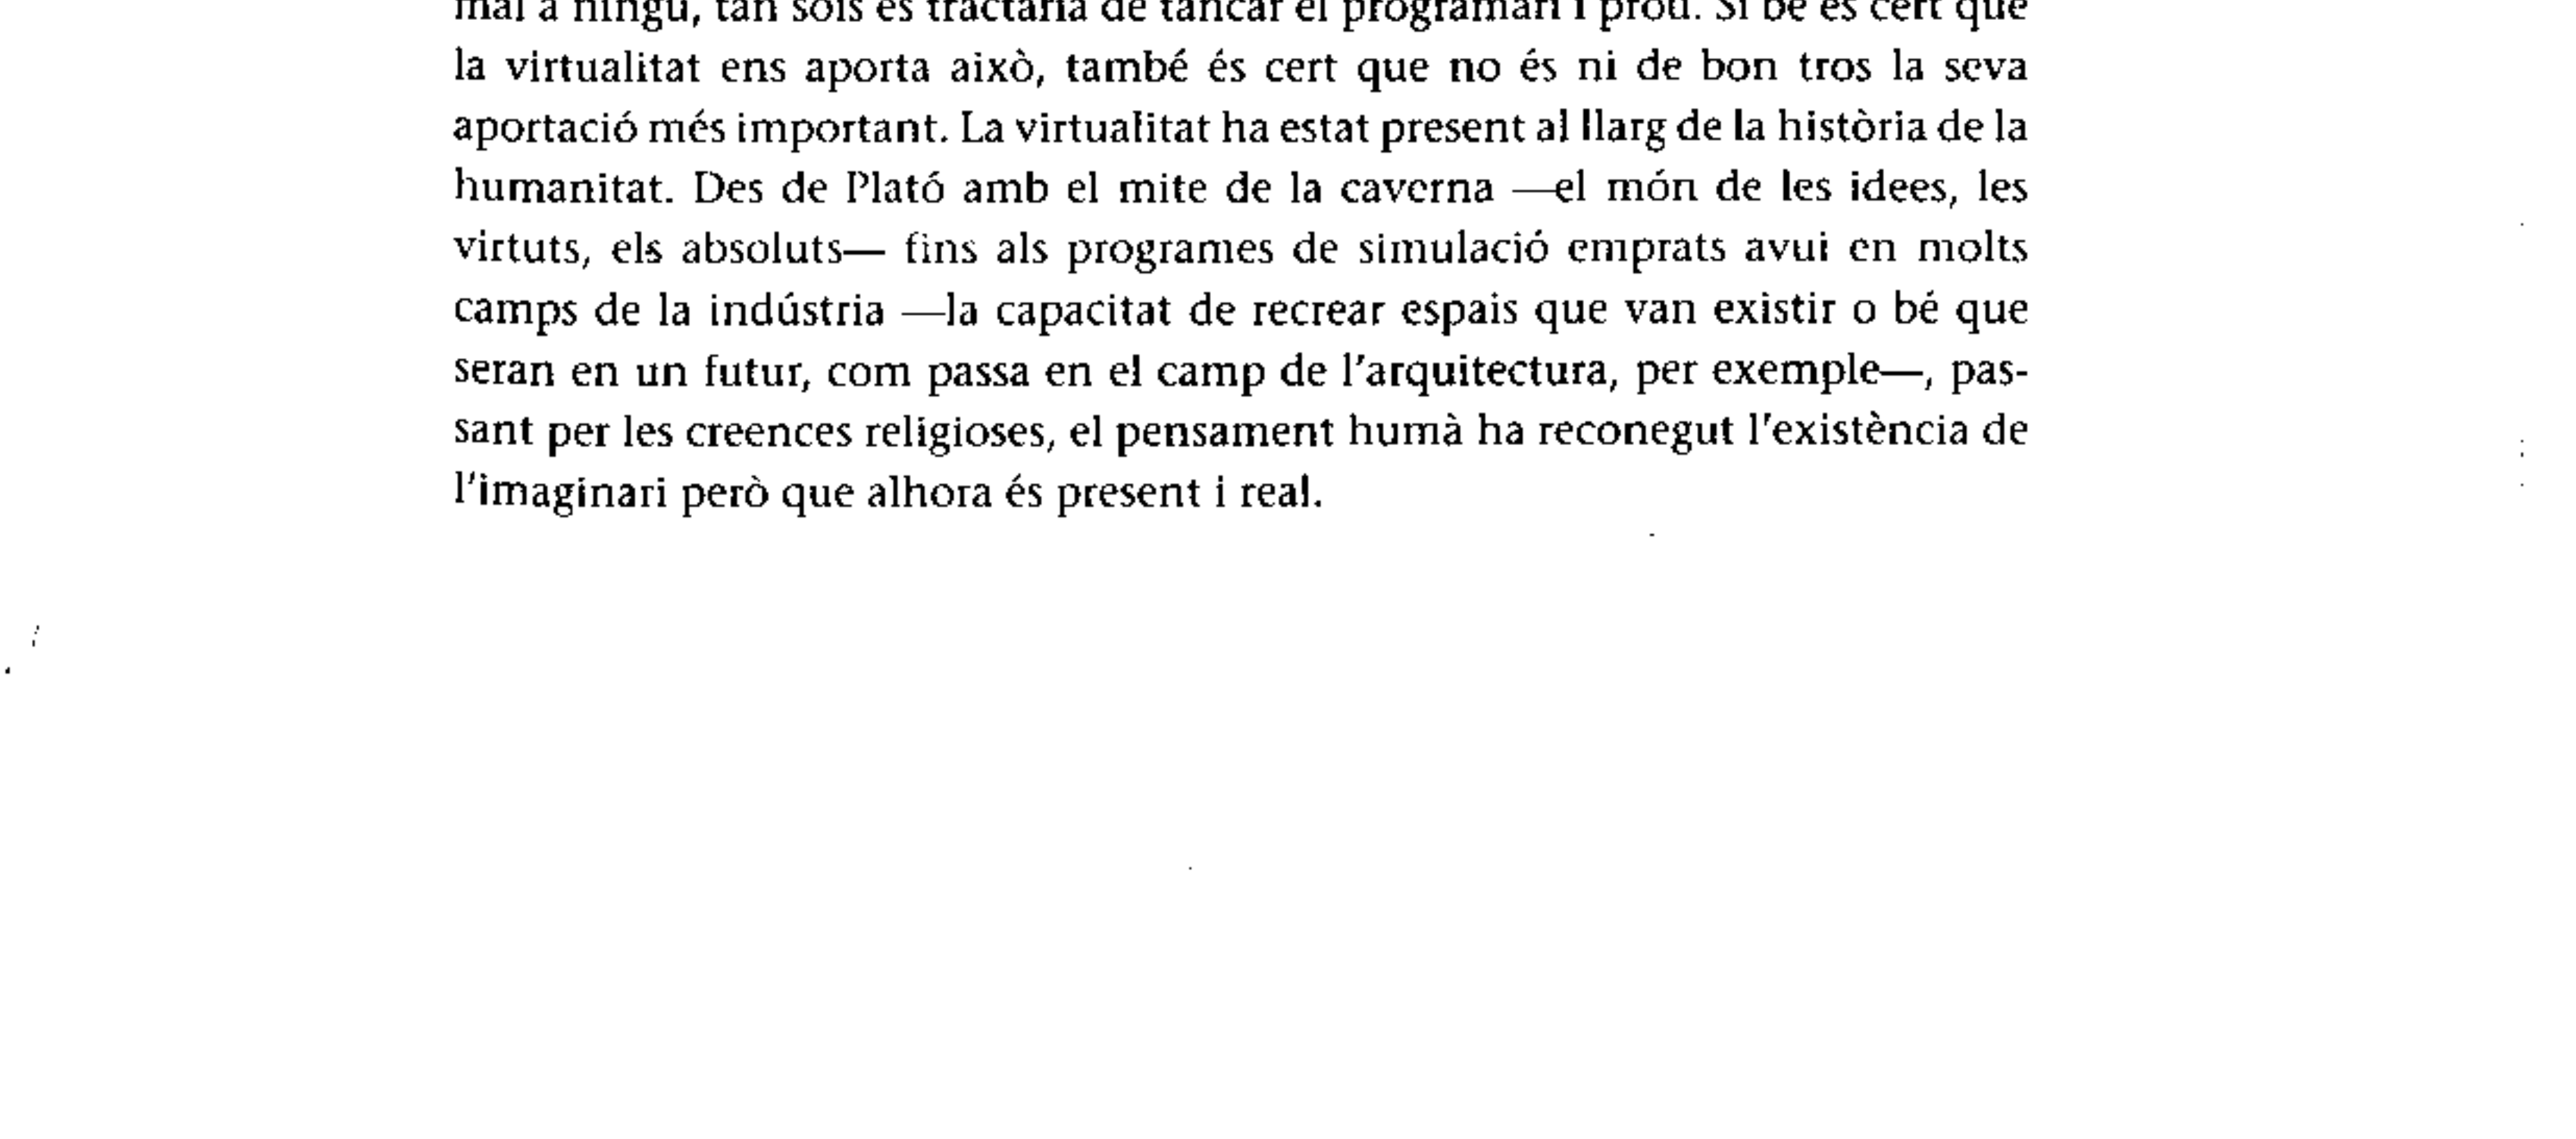 mal a ningú, tan sols es tractaria de tancar el programari i prou. Si bé és cert que
la virtualitat ens aporta això, també és cert que no és ni de bon tros la seva
aportació més important. La virtualitat ha estat present al llarg de la història de la
humanitat. Des de Plató amb el mite de la caverna —el món de les idees, les
virtuts, els absoluts— fins als programes de simulació emprats avui en molts
camps de la indústria —la capacitat de recrear espais que van existir o bé que
seran en un futur, com passa en el camp de l'arquitectura, per exemple—, pas-
sant per les creences religioses, el pensament humà ha reconegut l'existència de
l'imaginari però que alhora és present i real.